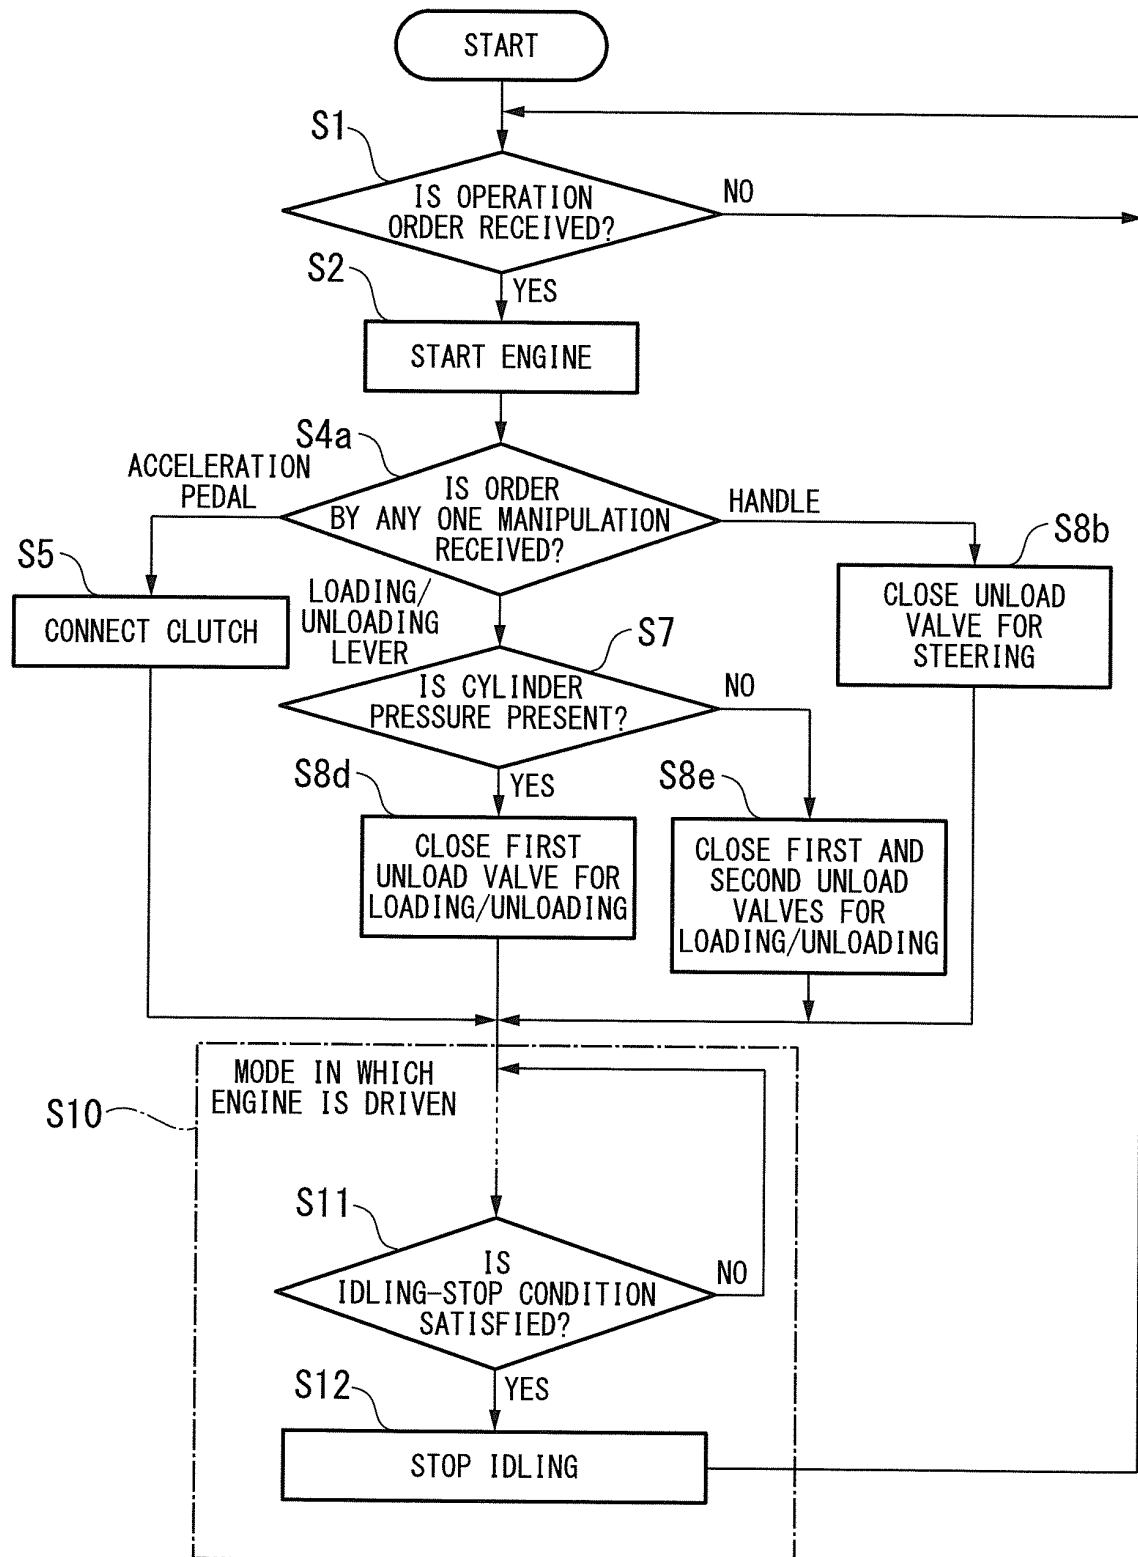 START
S1
IS OPERATION
ORDER RECEIVED?
NO
YES
S2
START ENGINE
S4a
IS ORDER
BY ANY ONE MANIPULATION
RECEIVED?
ACCELERATION
PEDAL
HANDLE
LOADING/
UNLOADING
LEVER
S5
CONNECT CLUTCH
S8b
CLOSE UNLOAD
VALVE FOR
STEERING
S7
IS CYLINDER
PRESSURE PRESENT?
NO
YES
S8d
CLOSE FIRST
UNLOAD VALVE FOR
LOADING/UNLOADING
S8e
CLOSE FIRST AND
SECOND UNLOAD
VALVES FOR
LOADING/UNLOADING
S10
MODE IN WHICH
ENGINE IS DRIVEN
S11
IS
IDLING-STOP CONDITION
SATISFIED?
NO
YES
S12
STOP IDLING